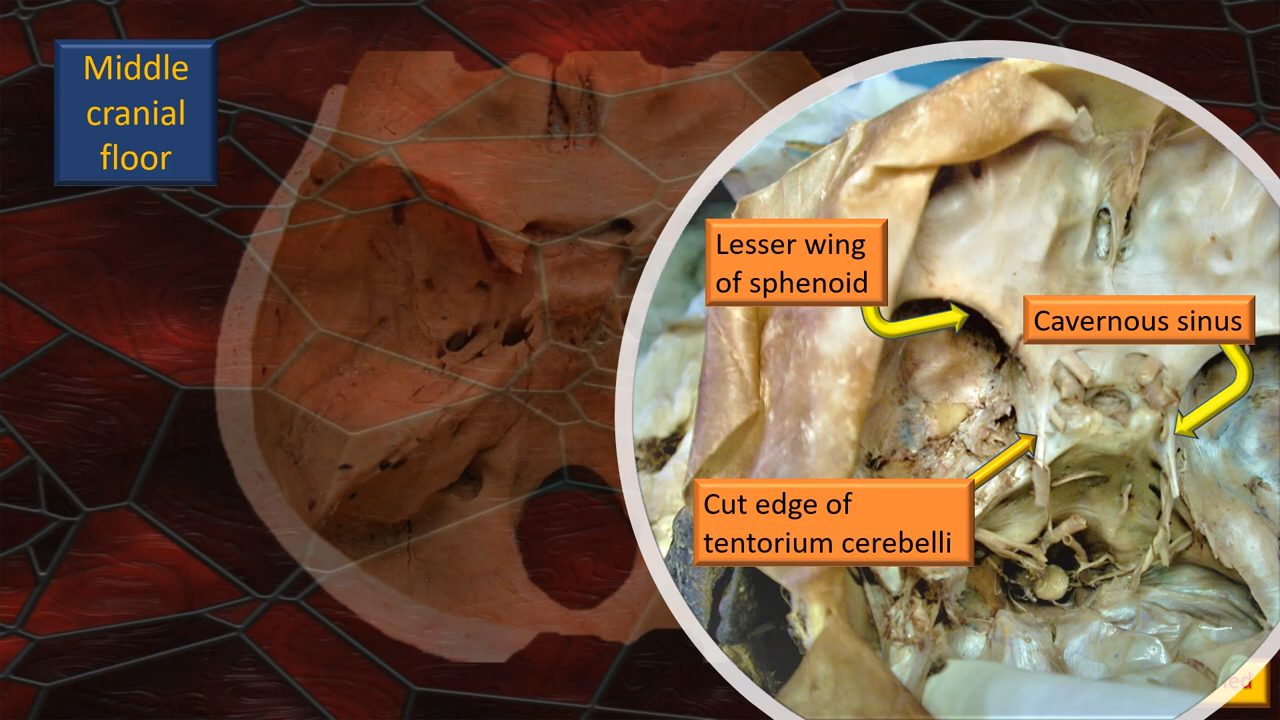 Middle
cranial
floor
Lesser wing
of sphenoid
Cavernous sinus
Cut edge of
tentorium cerebelli